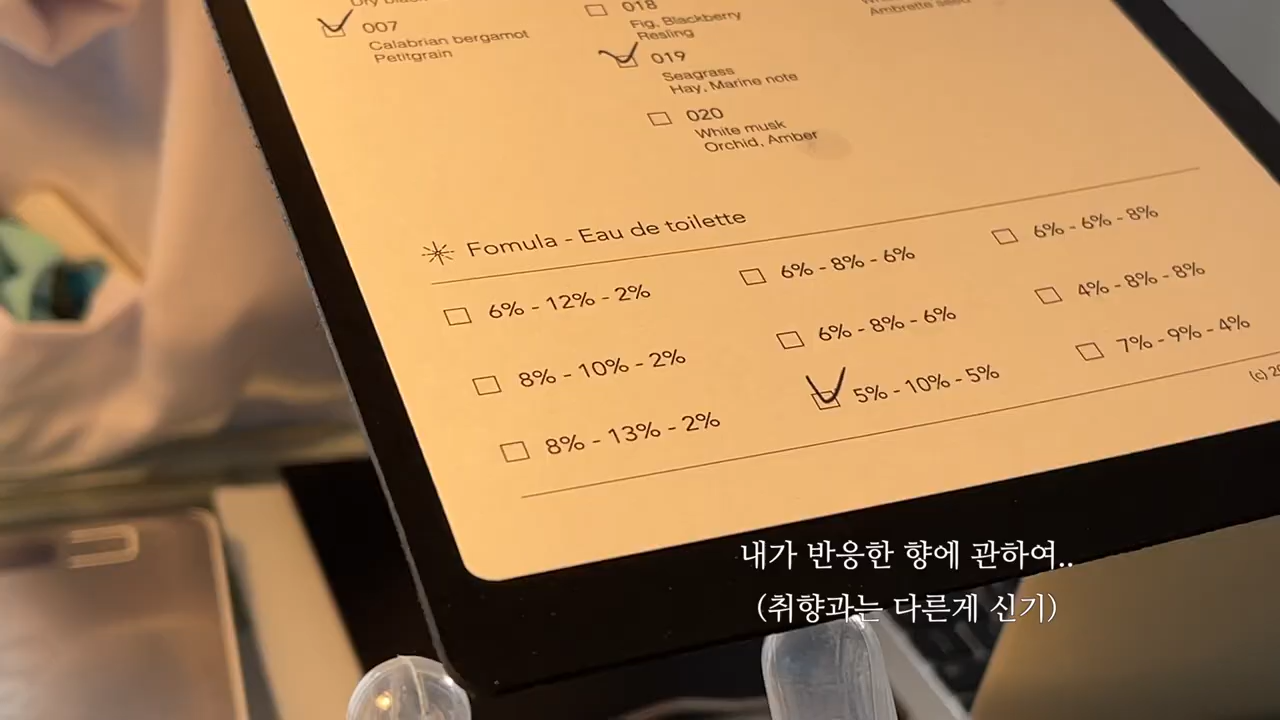 007
Calabrian bergamot
Petitgrain
018
Fig, Blackberry
Resling
019
Seagrass
Hay, Marine note
020
White musk
Orchid, Amber
Ambrette seed
Fomula - Eau de toilette
6% - 12% - 2%
8% - 10% - 2%
8% - 13% - 2%
6% - 8% - 6%
6% - 8% - 6%
5% - 10% - 5%
6% - 6% - 8%
4% - 8% - 8%
7% - 9% - 4%
(c) 20
내가 반응한 향에 관하여..
(취향과는 다른게 신기)